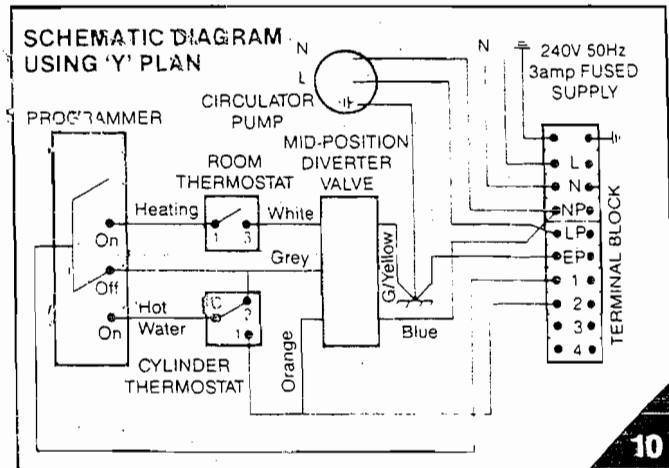 SCHEMATIC DIAGRAM
USING 'Y' PLAN
N
L
CIRCULATOR
PUMP
N
240V 50Hz
3amp FUSED
SUPPLY
PROGRAMMER
ROOM
THERMOSTAT
MID-POSITION
DIVERTER
VALVE
Heating
On
1
3
White
Grey
Off
Hot
Water
On
C
2
1
CYLINDER
THERMOSTAT
Orange
G/Yellow
Blue
L
N
NP
LP
EP
1
2
3
4
TERMINAL BLOCK
10